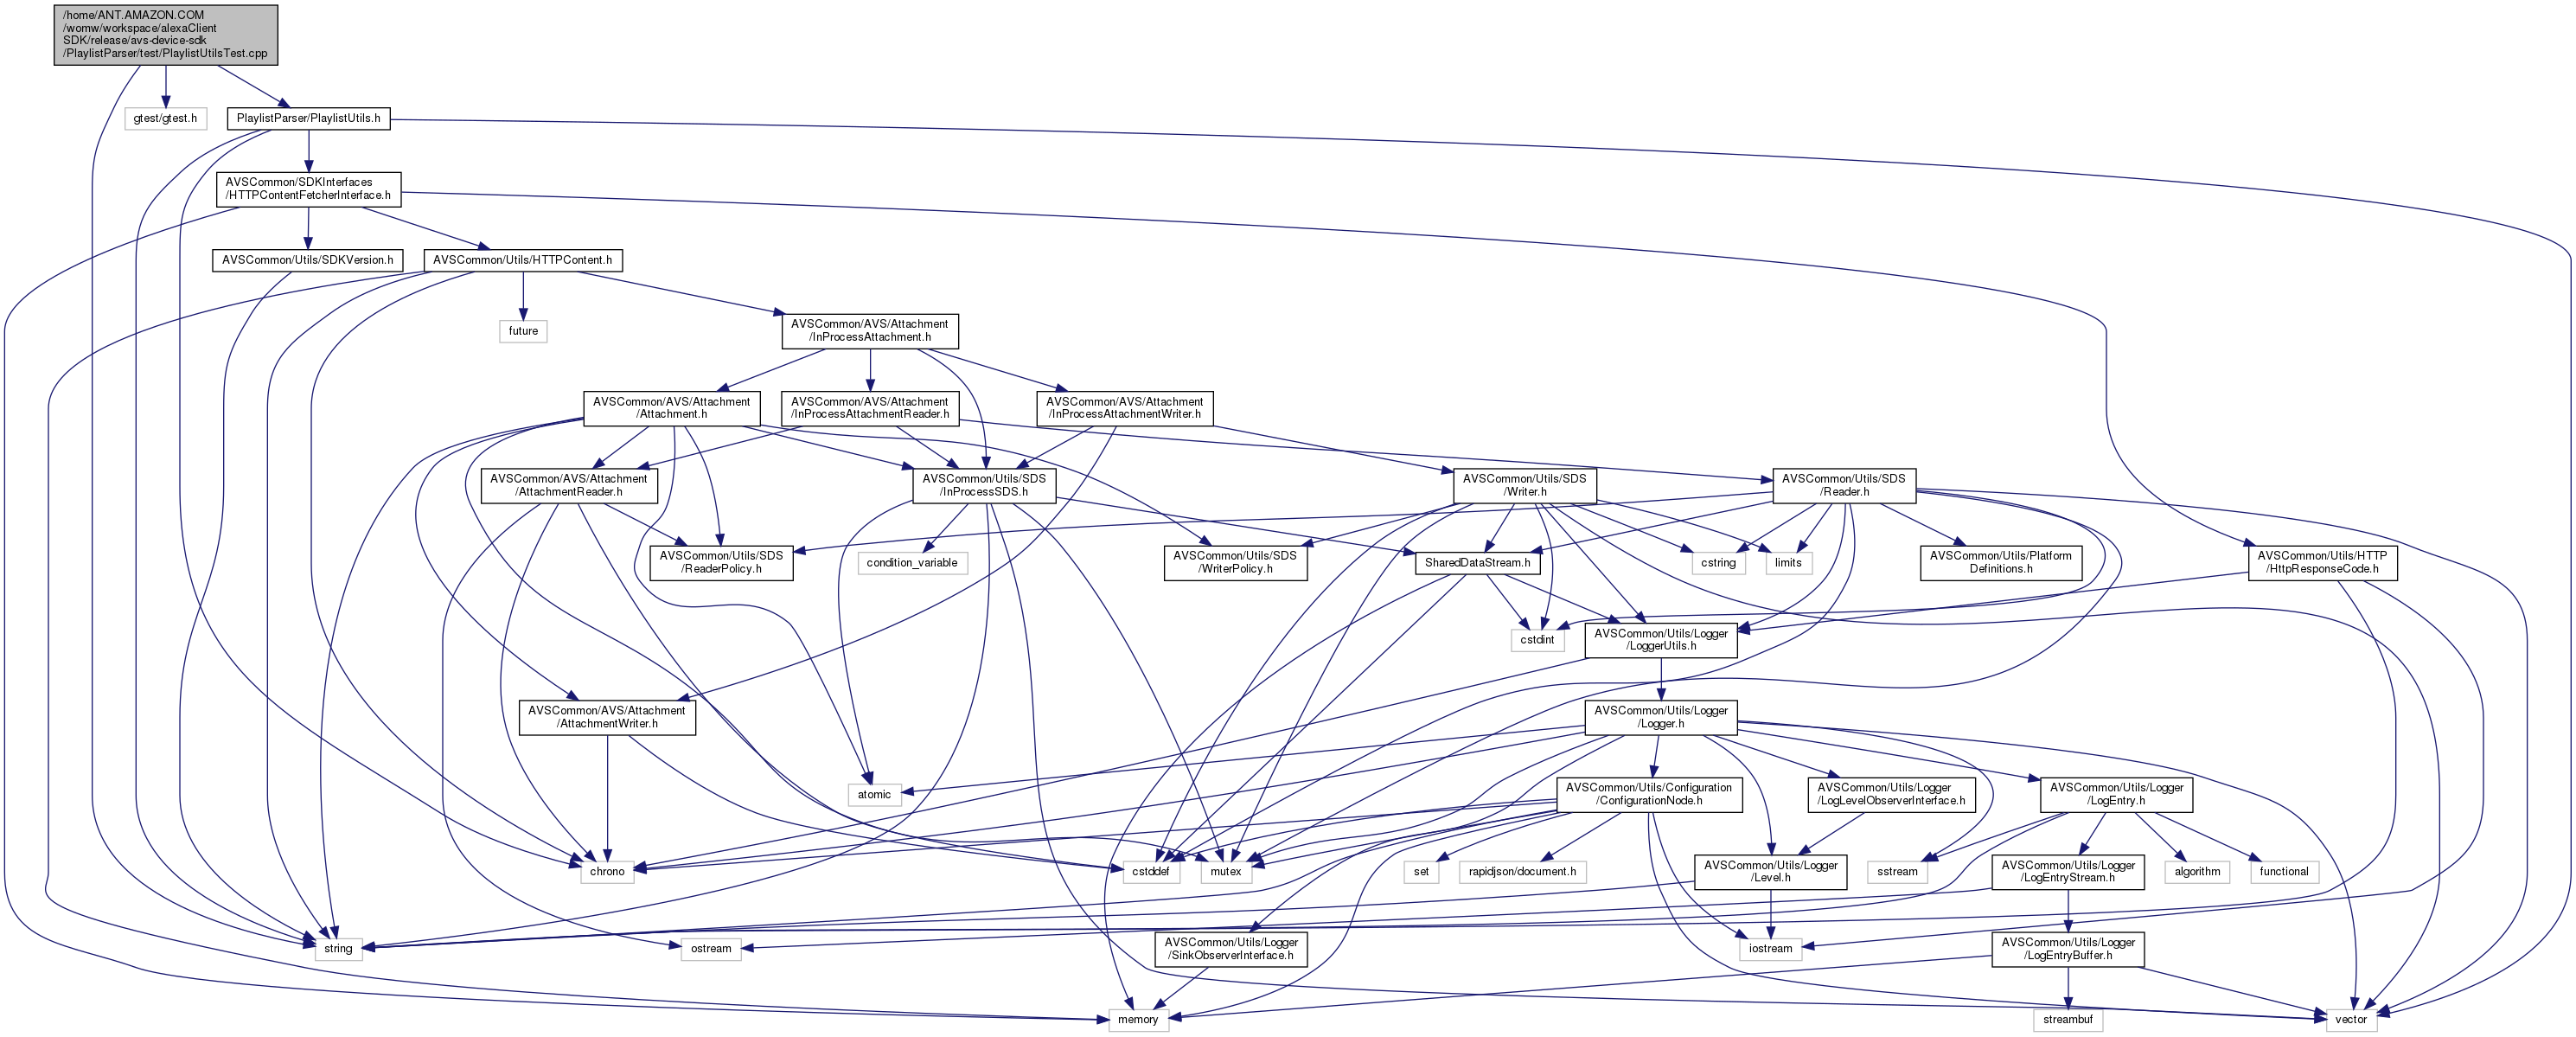 /home/ANT.AMAZON.COM
/womw/workspace/alexaClient
SDK/release/avs-device-sdk
/PlaylistParser/test/PlaylistUtilsTest.cpp
gtest/gtest.h
PlaylistParser/PlaylistUtils.h
AVSCommon/SDKInterfaces
/HTTPContentFetcherInterface.h
AVSCommon/Utils/SDKVersion.h
AVSCommon/Utils/HTTPContent.h
future
AVSCommon/AVS/Attachment
/InProcessAttachment.h
AVSCommon/AVS/Attachment
/Attachment.h
AVSCommon/AVS/Attachment
/InProcessAttachmentReader.h
AVSCommon/AVS/Attachment
/InProcessAttachmentWriter.h
AVSCommon/AVS/Attachment
/AttachmentReader.h
AVSCommon/Utils/SDS
/InProcessSDS.h
AVSCommon/Utils/SDS
/Writer.h
AVSCommon/Utils/SDS
/Reader.h
AVSCommon/Utils/SDS
/ReaderPolicy.h
condition_variable
AVSCommon/Utils/SDS
/WriterPolicy.h
SharedDataStream.h
cstring
limits
AVSCommon/Utils/Platform
Definitions.h
AVSCommon/Utils/HTTP
/HttpResponseCode.h
cstdint
AVSCommon/Utils/Logger
/LoggerUtils.h
AVSCommon/AVS/Attachment
/AttachmentWriter.h
AVSCommon/Utils/Logger
/Logger.h
atomic
AVSCommon/Utils/Configuration
/ConfigurationNode.h
AVSCommon/Utils/Logger
/LogLevelObserverInterface.h
AVSCommon/Utils/Logger
/LogEntry.h
chrono
cstddef
mutex
set
rapidjson/document.h
AVSCommon/Utils/Logger
/Level.h
sstream
AVSCommon/Utils/Logger
/LogEntryStream.h
algorithm
functional
string
ostream
AVSCommon/Utils/Logger
/SinkObserverInterface.h
iostream
AVSCommon/Utils/Logger
/LogEntryBuffer.h
memory
streambuf
vector